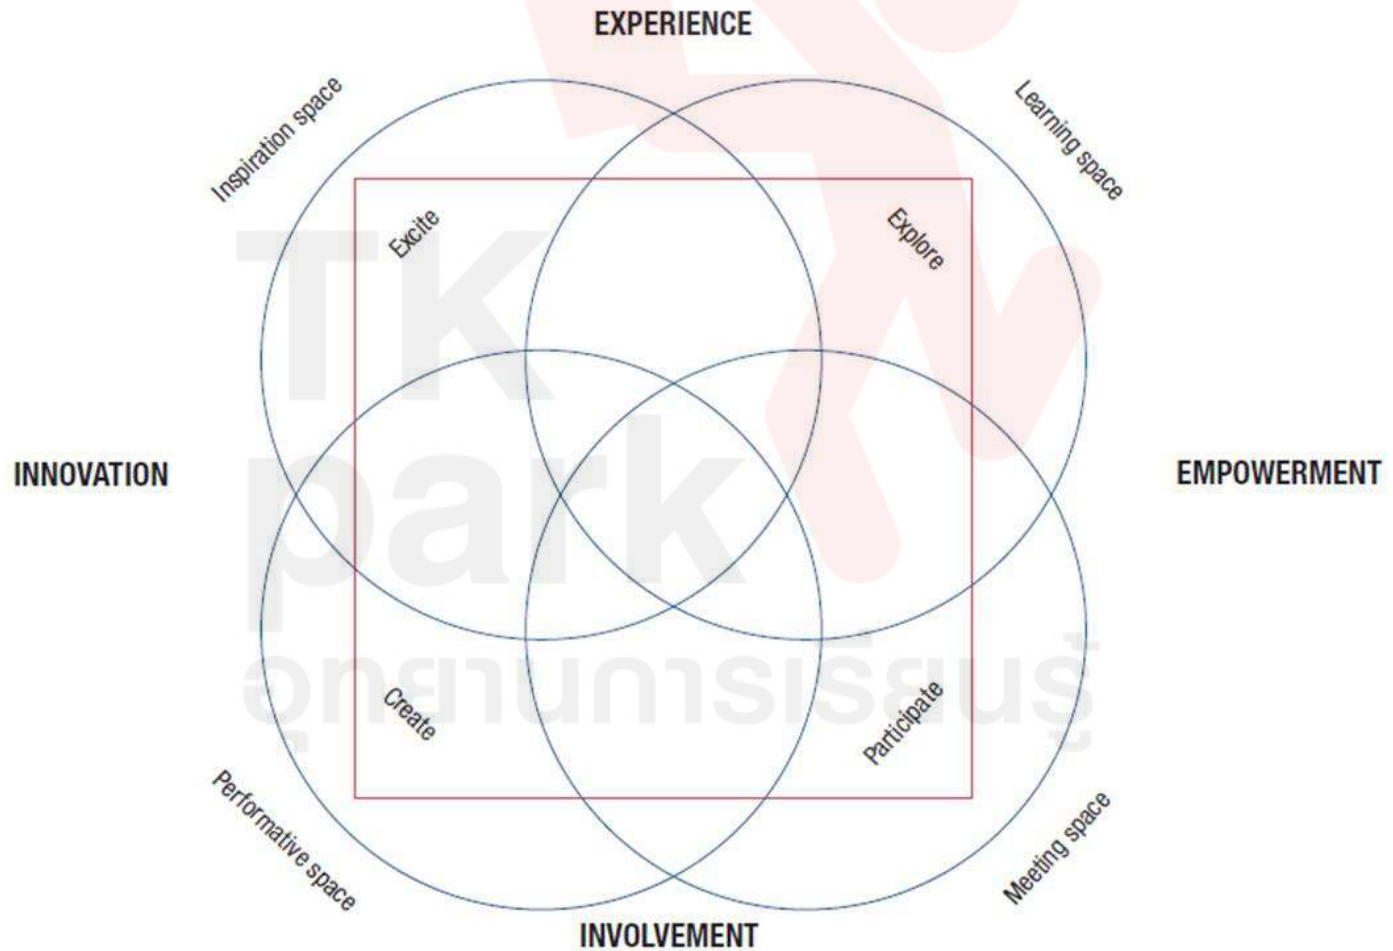 EXPERIENCE
Inspiration space
Learning space
Excite
Explore
TK
park
อุทยานการเรียนรู้
INNOVATION
EMPOWERMENT
Create
Participate
Performative space
Meeting space
INVOLVEMENT